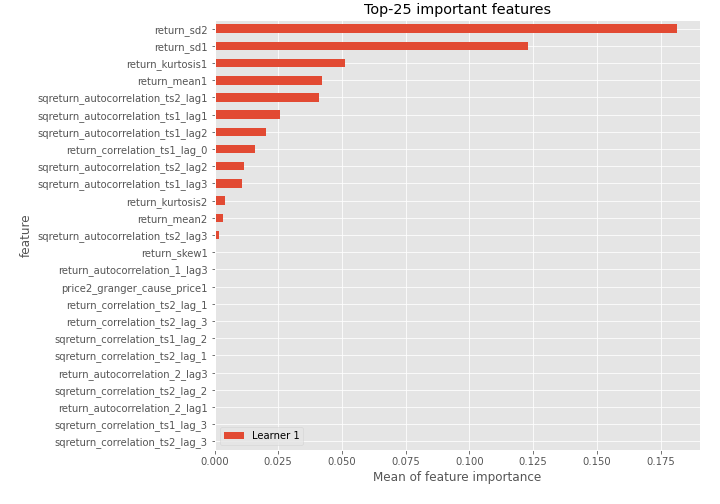 Top-25 important features
feature
return_sd2
return_sd1
return_kurtosis1
return_mean1
sqreturn_autocorrelation_ts2_lag1
sqreturn_autocorrelation_ts1_lag1
sqreturn_autocorrelation_ts1_lag2
return_correlation_ts1_lag_0
sqreturn_autocorrelation_ts2_lag2
sqreturn_autocorrelation_ts1_lag3
return_kurtosis2
return_mean2
sqreturn_autocorrelation_ts2_lag3
return_skew1
return_autocorrelation_1_lag3
price2_granger_cause_price1
return_correlation_ts2_lag_1
return_correlation_ts2_lag_3
sqreturn_correlation_ts1_lag_2
sqreturn_correlation_ts2_lag_1
return_autocorrelation_2_lag3
sqreturn_correlation_ts2_lag_2
return_autocorrelation_2_lag1
sqreturn_correlation_ts1_lag_3
sqreturn_correlation_ts2_lag_3
Learner 1
0.000 0.025 0.050 0.075 0.100 0.125 0.150 0.175
Mean of feature importance